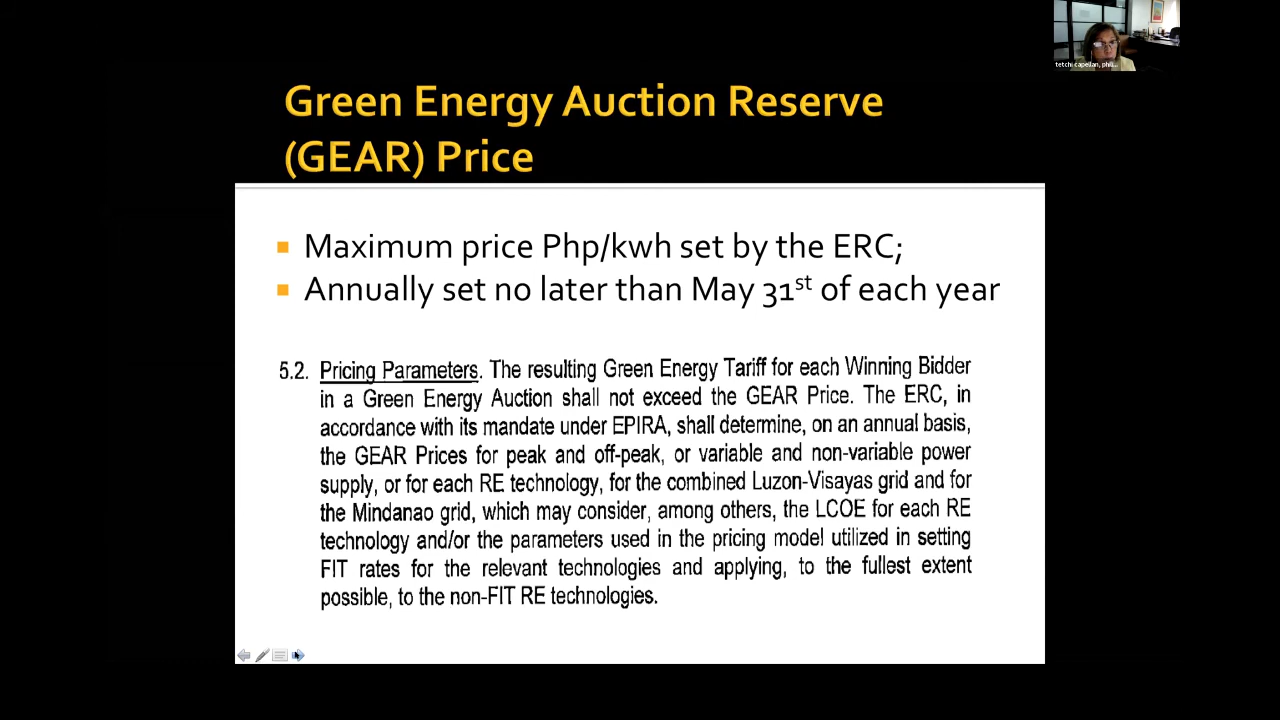 tetchi capellan, phili...
Green Energy Auction Reserve
(GEAR) Price
Maximum price Php/kwh set by the ERC;
Annually set no later than May 31st of each year
5.2. Pricing Parameters. The resulting Green Energy Tariff for each Winning Bidder
in a Green Energy Auction shall not exceed the GEAR Price. The ERC, in
accordance with its mandate under EPIRA, shall determine, on an annual basis,
the GEAR Prices for peak and off-peak, or variable and non-variable power
supply, or for each RE technology, for the combined Luzon-Visayas grid and for
the Mindanao grid, which may consider, among others, the LCOE for each RE
technology and/or the parameters used in the pricing model utilized in setting
FIT rates for the relevant technologies and applying, to the fullest extent
possible, to the non-FIT RE technologies.